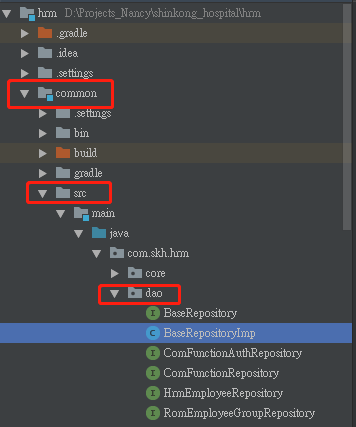 hrm D:\Projects_Nancy\shinkong_hospital\hrm
.gradle
.idea
.settings
common
.settings
bin
build
gradle
src
main
java
com.skh.hrm
core
dao
I BaseRepository
C BaseRepositoryImp
I ComFunctionAuthRepository
I ComFunctionRepository
I HrmEmployeeRepository
I RomEmployeeGroupRepository